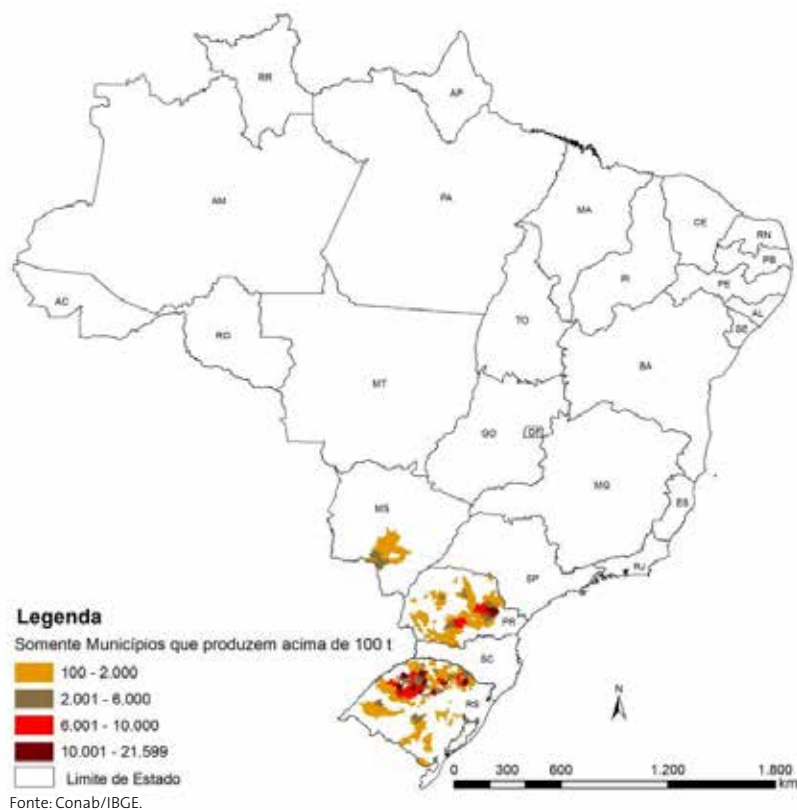 RR
AP
AM
PA
MA
CE
RN
PB
PE
PI
AL
SE
AC
RO
TO
BA
MT
GO
DF
MG
ES
MS
SP
RJ
PR
SC
RS
Legenda
Somente Municípios que produzem acima de 100 t
100 - 2.000
2.001 - 6.000
6.001 - 10.000
10.001 - 21.599
Limite de Estado
N
0 300 600 1.200 1.800
km
Fonte: Conab/IBGE.